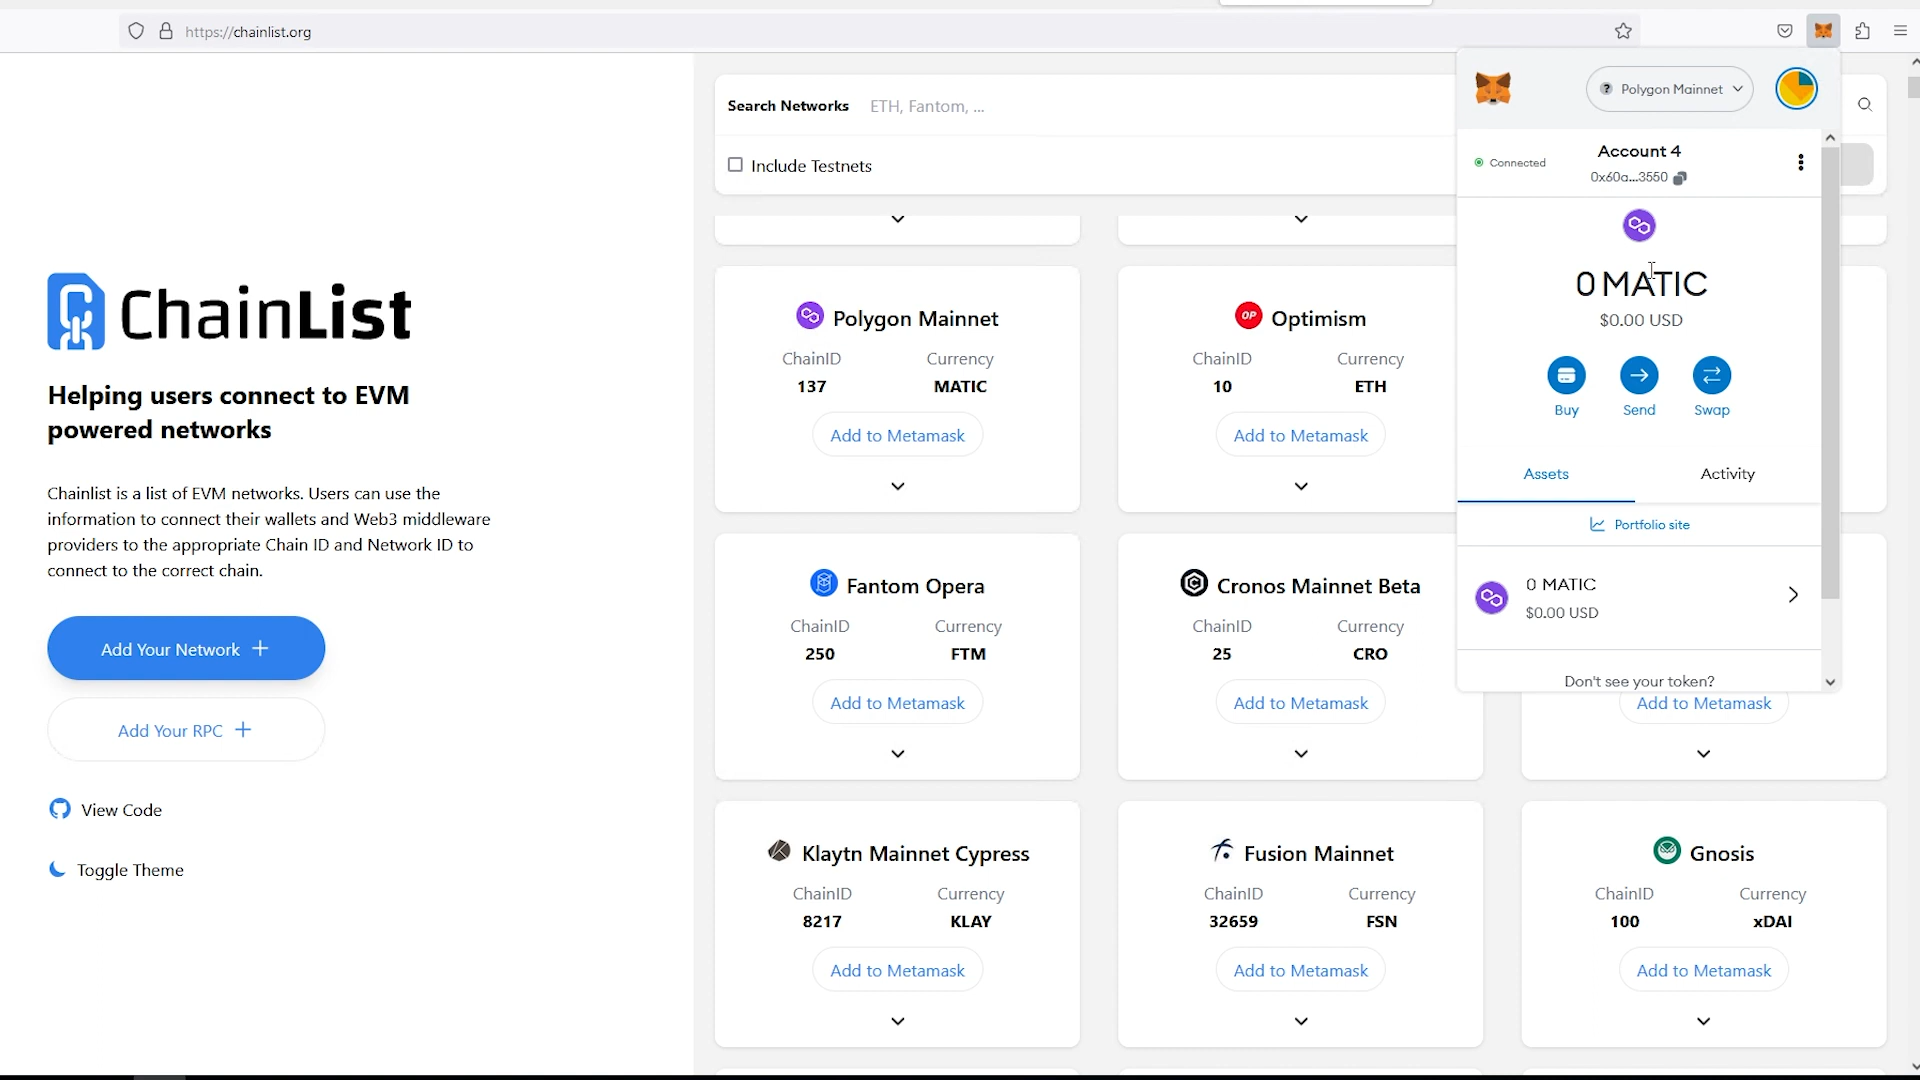 https://chainlist.org
ChainList
Helping users connect to EVM
powered networks
Chainlist is a list of EVM networks. Users can use the
information to connect their wallets and Web3 middleware
providers to the appropriate Chain ID and Network ID to
connect to the correct chain.
Add Your Network +
Add Your RPC +
View Code
Toggle Theme
Search Networks ETH, Fantom, ...
Include Testnets
Polygon Mainnet
ChainID Currency
137 MATIC
Add to Metamask
OP Optimism
ChainID Currency
10 ETH
Add to Metamask
Fantom Opera
ChainID Currency
250 FTM
Add to Metamask
Cronos Mainnet Beta
ChainID Currency
25 CRO
Add to Metamask
Add to Metamask
Klaytn Mainnet Cypress
ChainID Currency
8217 KLAY
Add to Metamask
Fusion Mainnet
ChainID Currency
32659 FSN
Add to Metamask
Gnosis
ChainID Currency
100 xDAI
Add to Metamask
? Polygon Mainnet
Connected
Account 4
0x60a...3550
0 MATIC
$0.00 USD
Buy Send Swap
Assets Activity
Portfolio site
0 MATIC
$0.00 USD
Don't see your token?